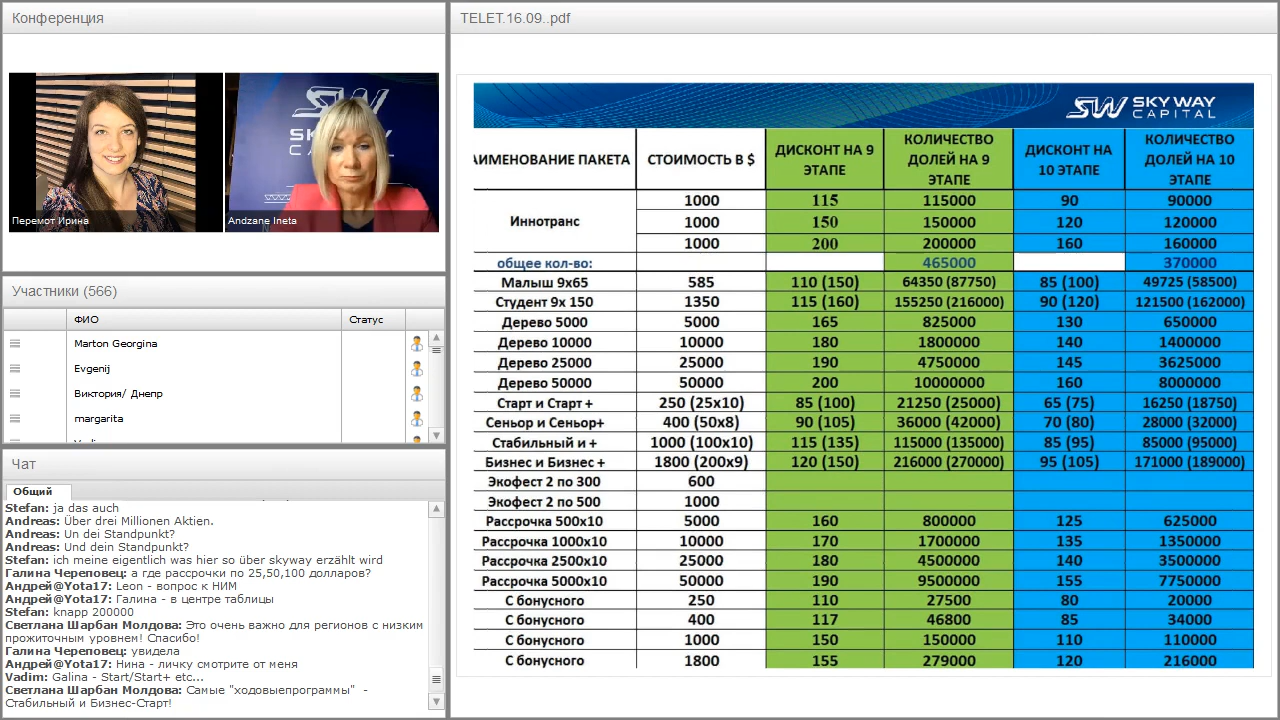 Конференция
Перемот Ирина
SW
SKY WAY
Andzane Ineta
Участники (566)
ФИО Статус
Marton Georgina
Evgenij
Виктория/ Днепр
margarita
Чат
Общий
Stefan: ja das auch
Andreas: Über drei Millionen Aktien.
Andreas: Un dei Standpunkt?
Andreas: Und dein Standpunkt?
Stefan: ich meine eigentlich was hier so über skyway erzählt wird
Галина Череповец: а где рассрочки по 25,50,100 долларов?
Андрей@Yota17: Leon - вопрос к НИМ
Андрей@Yota17: Галина - в центре таблицы
Stefan: knapp 200000
Светлана Шарбан Молдова: Это очень важно для регионов с низким
прожиточным уровнем! Спасибо!
Галина Череповец: увидела
Андрей@Yota17: Нина - личку смотрите от меня
Vadim: Galina - Start/Start+ etc...
Светлана Шарбан Молдова: Самые "ходовыепрограммы" -
Стабильный и Бизнес-Старт!
TELET.16.09..pdf
SW SKY WAY
CAPITAL
АИМЕНОВАНИЕ ПАКЕТА СТОИМОСТЬ В $ ДИСКОНТ НА 9 ЭТАПЕ КОЛИЧЕСТВО ДОЛЕЙ НА 9 ЭТАПЕ ДИСКОНТ НА 10 ЭТАПЕ КОЛИЧЕСТВО ДОЛЕЙ НА 10 ЭТАПЕ
1000 115 115000 90 90000
Иннотранс 1000 150 150000 120 120000
1000 200 200000 160 160000
общее кол-во: 465000 370000
Малыш 9х65 585 110 (150) 64350 (87750) 85 (100) 49725 (58500)
Студент 9х 150 1350 115 (160) 155250 (216000) 90 (120) 121500 (162000)
Дерево 5000 5000 165 825000 130 650000
Дерево 10000 10000 180 1800000 140 1400000
Дерево 25000 25000 190 4750000 145 3625000
Дерево 50000 50000 200 10000000 160 8000000
Старт и Старт + 250 (25х10) 85 (100) 21250 (25000) 65 (75) 16250 (18750)
Сеньор и Сеньор+ 400 (50х8) 90 (105) 36000 (42000) 70 (80) 28000 (32000)
Стабильный и + 1000 (100х10) 115 (135) 115000 (135000) 85 (95) 85000 (95000)
Бизнес и Бизнес + 1800 (200х9) 120 (150) 216000 (270000) 95 (105) 171000 (189000)
Экофест 2 по 300 600
Экофест 2 по 500 1000
Рассрочка 500х10 5000 160 800000 125 625000
Рассрочка 1000х10 10000 170 1700000 135 1350000
Рассрочка 2500х10 25000 180 4500000 140 3500000
Рассрочка 5000х10 50000 190 9500000 155 7750000
С бонусного 250 110 27500 80 20000
С бонусного 400 117 46800 85 34000
С бонусного 1000 150 150000 110 110000
С бонусного 1800 155 279000 120 216000